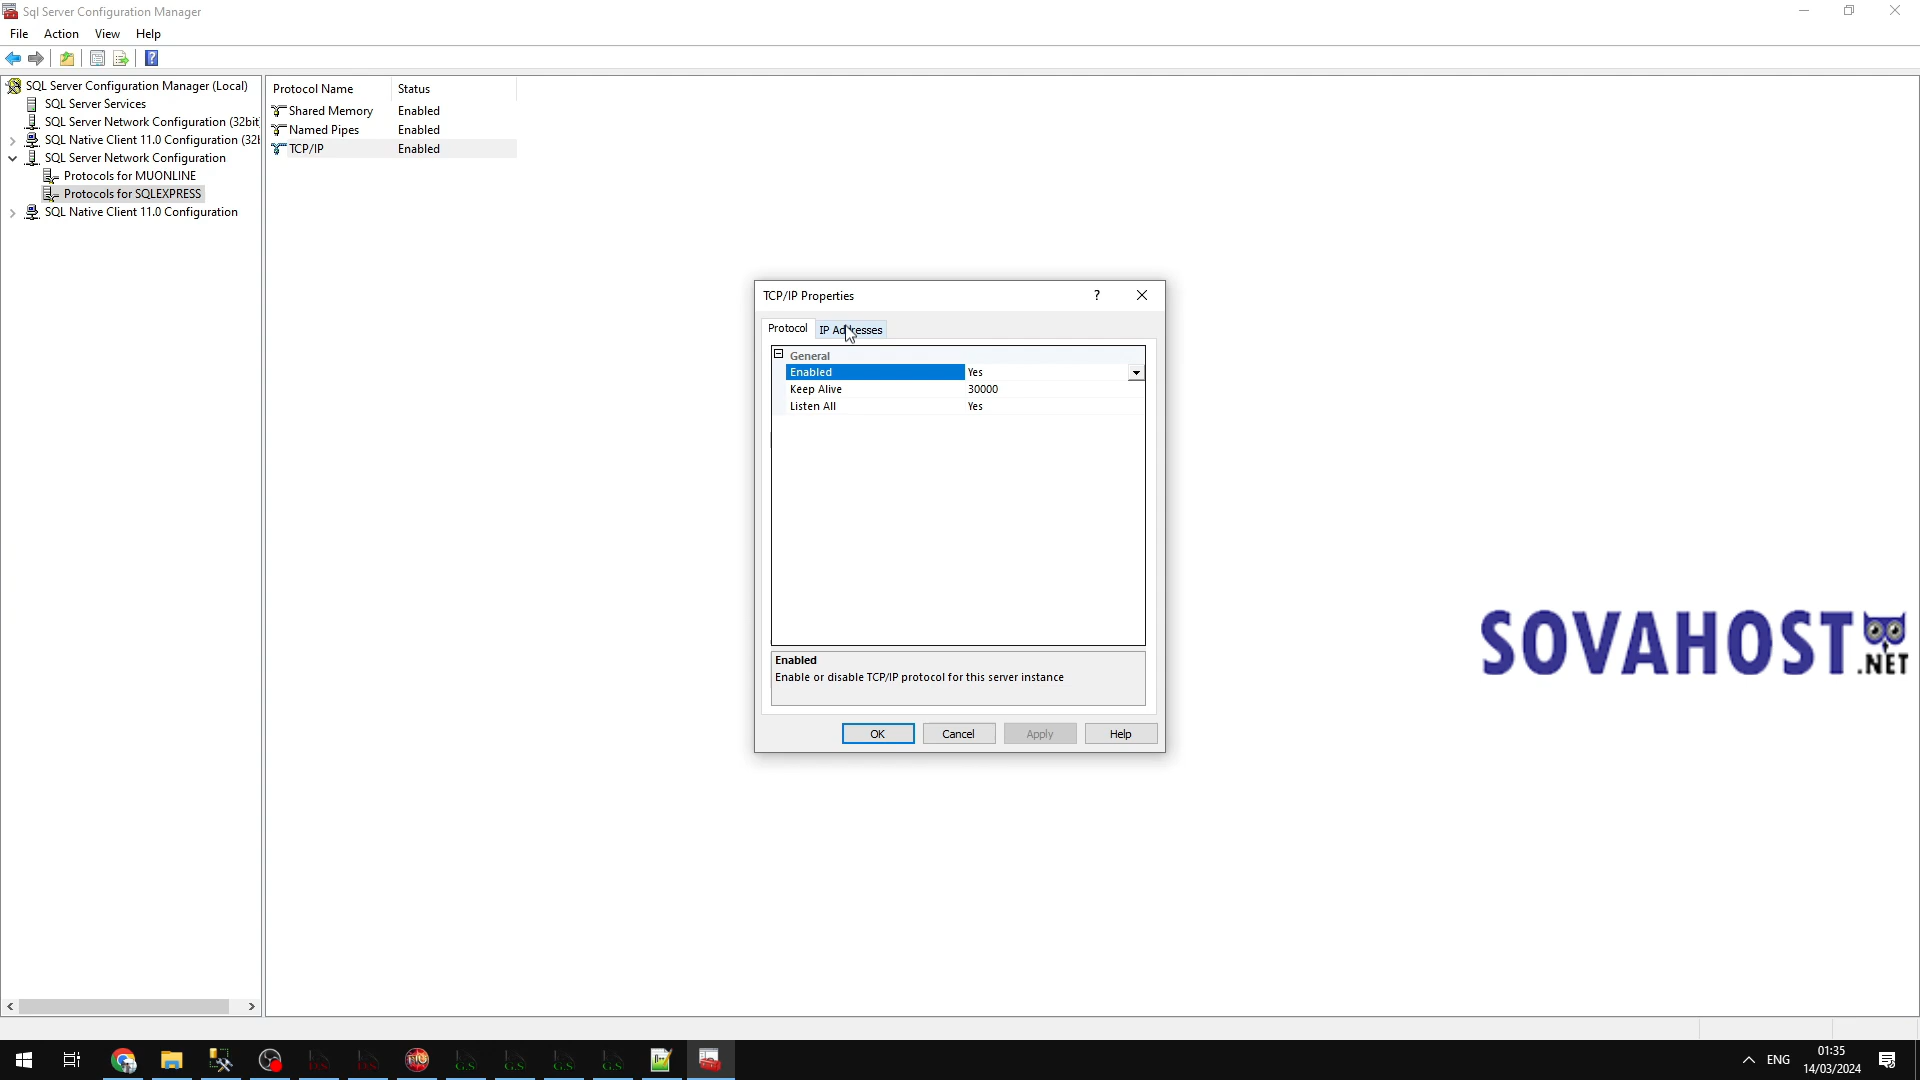 Sql Server Configuration Manager
File Action View Help
SQL Server Configuration Manager (Local)
SQL Server Services
SQL Server Network Configuration (32bit
SQL Native Client 11.0 Configuration (32b
SQL Server Network Configuration
Protocols for MUONLINE
Protocols for SQLEXPRESS
SQL Native Client 11.0 Configuration
Protocol Name Status
Shared Memory Enabled
Named Pipes Enabled
TCP/IP Enabled
TCP/IP Properties
Protocol IP Addresses
General
Enabled Yes
Keep Alive 30000
Listen All Yes
Enabled
Enable or disable TCP/IP protocol for this server instance
OK Cancel Apply Help
SOVAHOST
.NET
ENG
01:35
14/03/2024